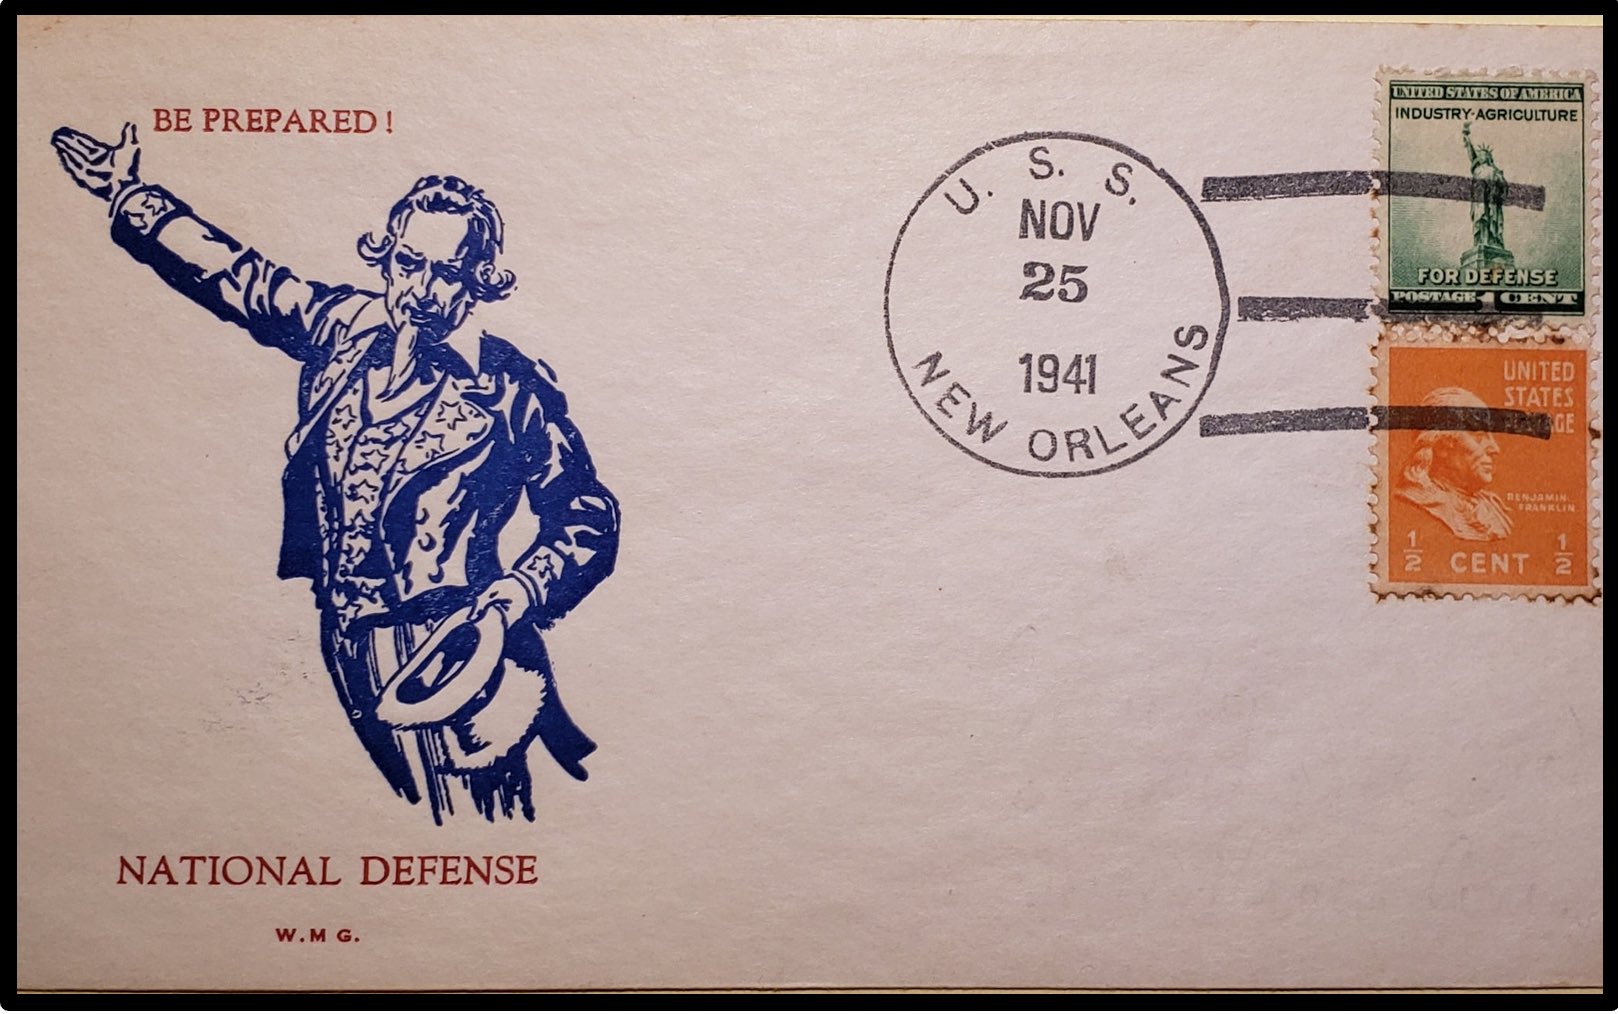 BE PREPARED!
NATIONAL DEFENSE
W.M G.
U. S. S.
NOV
25
1941
NEW ORLEANS
UNITED STATES OF AMERICA
INDUSTRY·AGRICULTURE
FOR DEFENSE
POSTAGE 1 CENT
UNITED
STATES
BENJAMIN
FRANKLIN
1/2 CENT 1/2